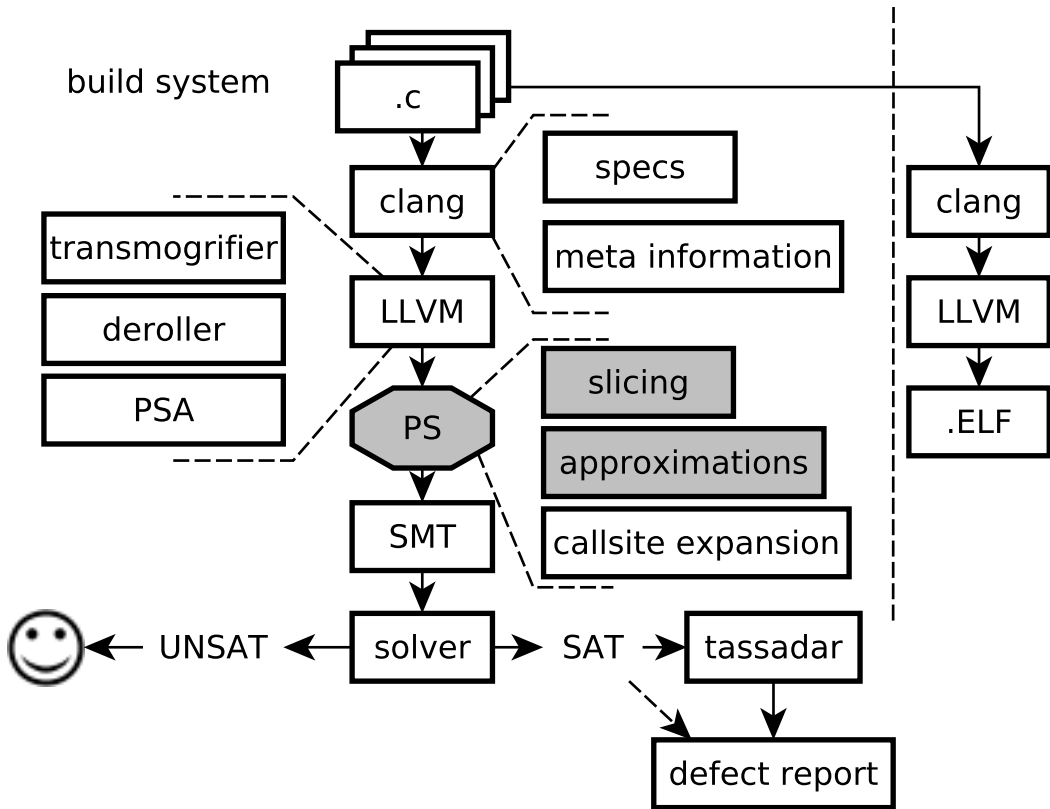 build system
.c
clang
specs
meta information
transmogrifier
deroller
PSA
LLVM
PS
slicing
approximations
callsite expansion
SMT
solver
UNSAT
SAT
tassadar
defect report
clang
LLVM
.ELF